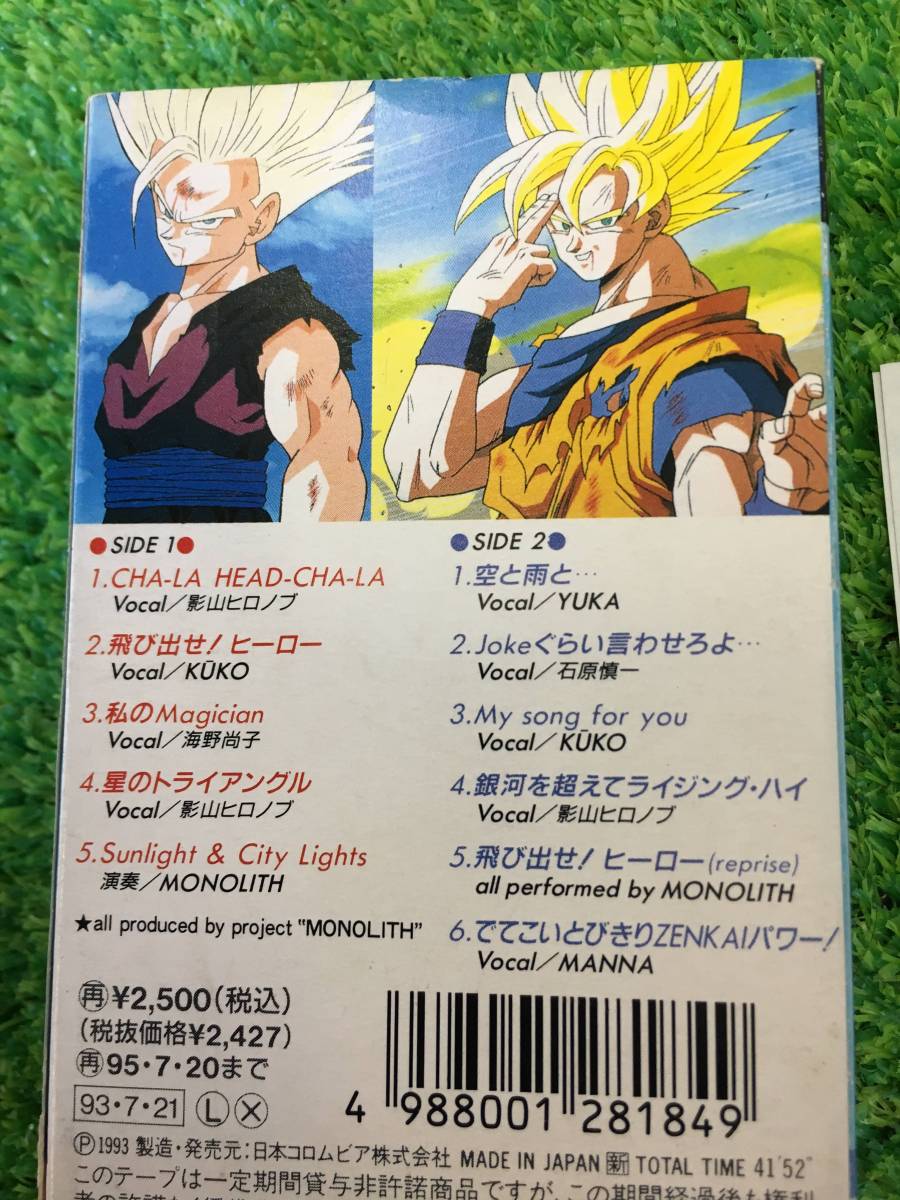 ●SIDE 1●
1.CHA-LA HEAD-CHA-LA
Vocal／影山ヒロノブ
2.飛び出せ！ヒーロー
Vocal／KŪKO
3.私のMagician
Vocal／海野尚子
4.星のトライアングル
Vocal／影山ヒロノブ
5.Sunlight & City Lights
演奏／MONOLITH
★all produced by project "MONOLITH"
●SIDE 2●
1.空と雨と…
Vocal／YUKA
2.Jokeぐらい言わせろよ…
Vocal／石原慎一
3.My song for you
Vocal／KŪKO
4.銀河を超えてライジング・ハイ
Vocal／影山ヒロノブ
5.飛び出せ！ヒーロー(reprise)
all performed by MONOLITH
6.でてこいとびきりZENKAIパワー！
Vocal／MANNA
再¥2,500(税込)
(税抜価格¥2,427)
再95・7・20まで
93・7・21 L X
4 988001 281849
Ⓟ1993 製造・発売元：日本コロムビア株式会社 MADE IN JAPAN 新 TOTAL TIME 41'52"
このテープは一定期間貸与非許諾商品ですが、この期間経過後も権利